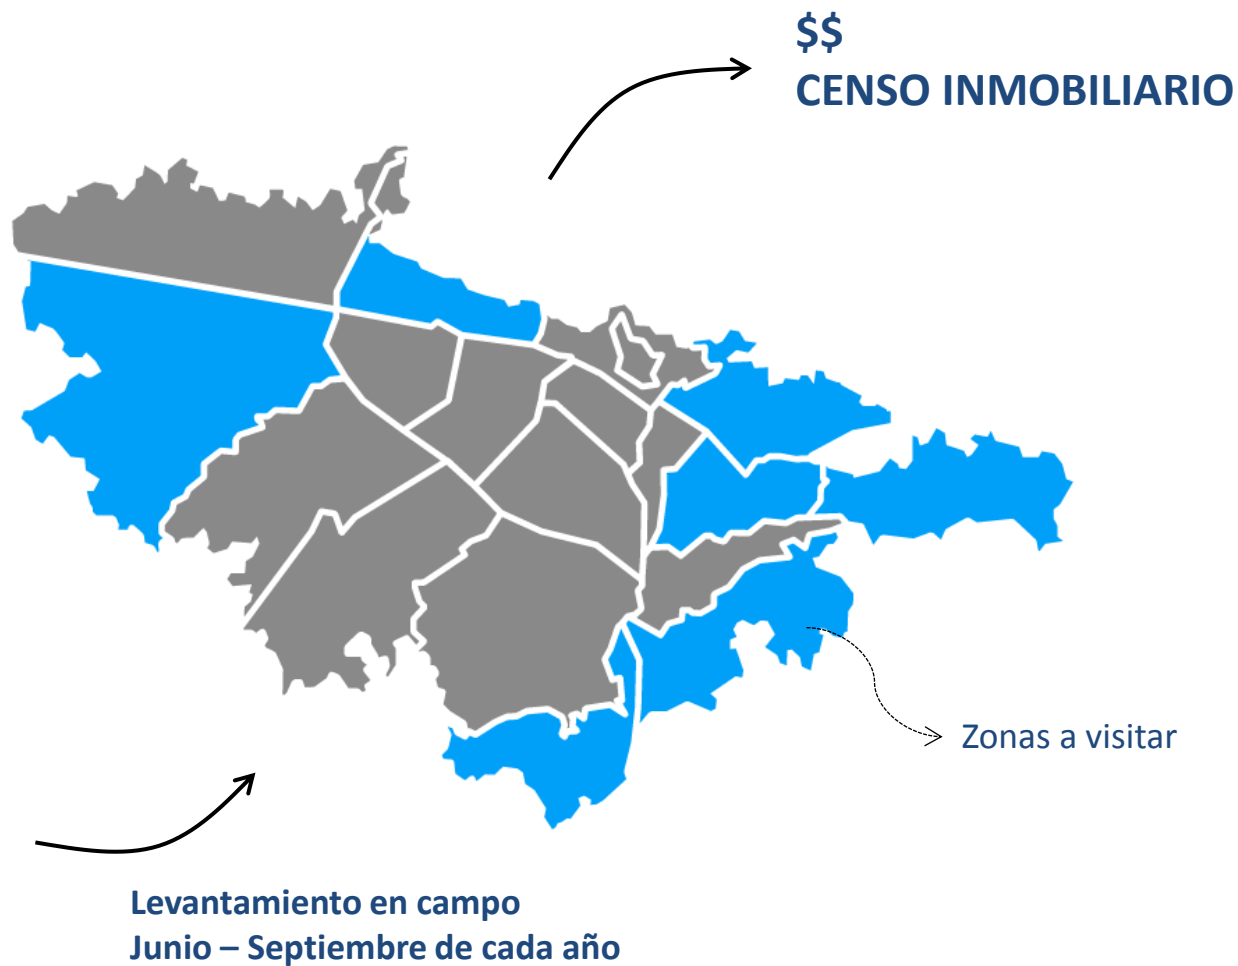 $$
CENSO INMOBILIARIO
Zonas a visitar
Levantamiento en campo
Junio – Septiembre de cada año